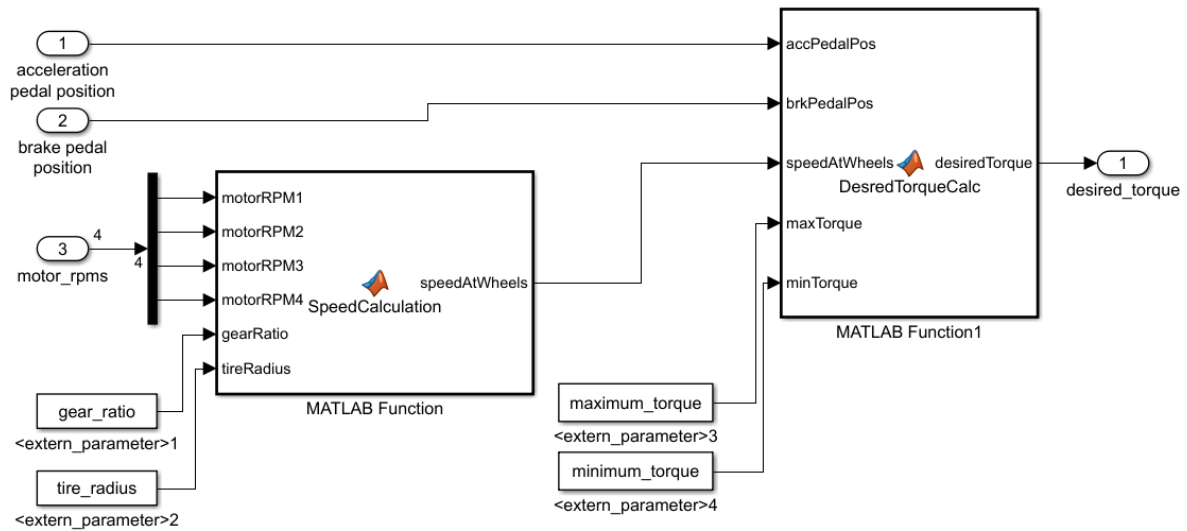 1
acceleration
pedal position
2
brake pedal
position
3
motor_rpms
4
4
motorRPM1
motorRPM2
motorRPM3
motorRPM4
gearRatio
tireRadius
SpeedCalculation
speedAtWheels
MATLAB Function
gear_ratio
<extern_parameter>1
tire_radius
<extern_parameter>2
accPedalPos
brkPedalPos
speedAtWheels
maxTorque
minTorque
DesredTorqueCalc
desiredTorque
MATLAB Function1
maximum_torque
<extern_parameter>3
minimum_torque
<extern_parameter>4
1
desired_torque